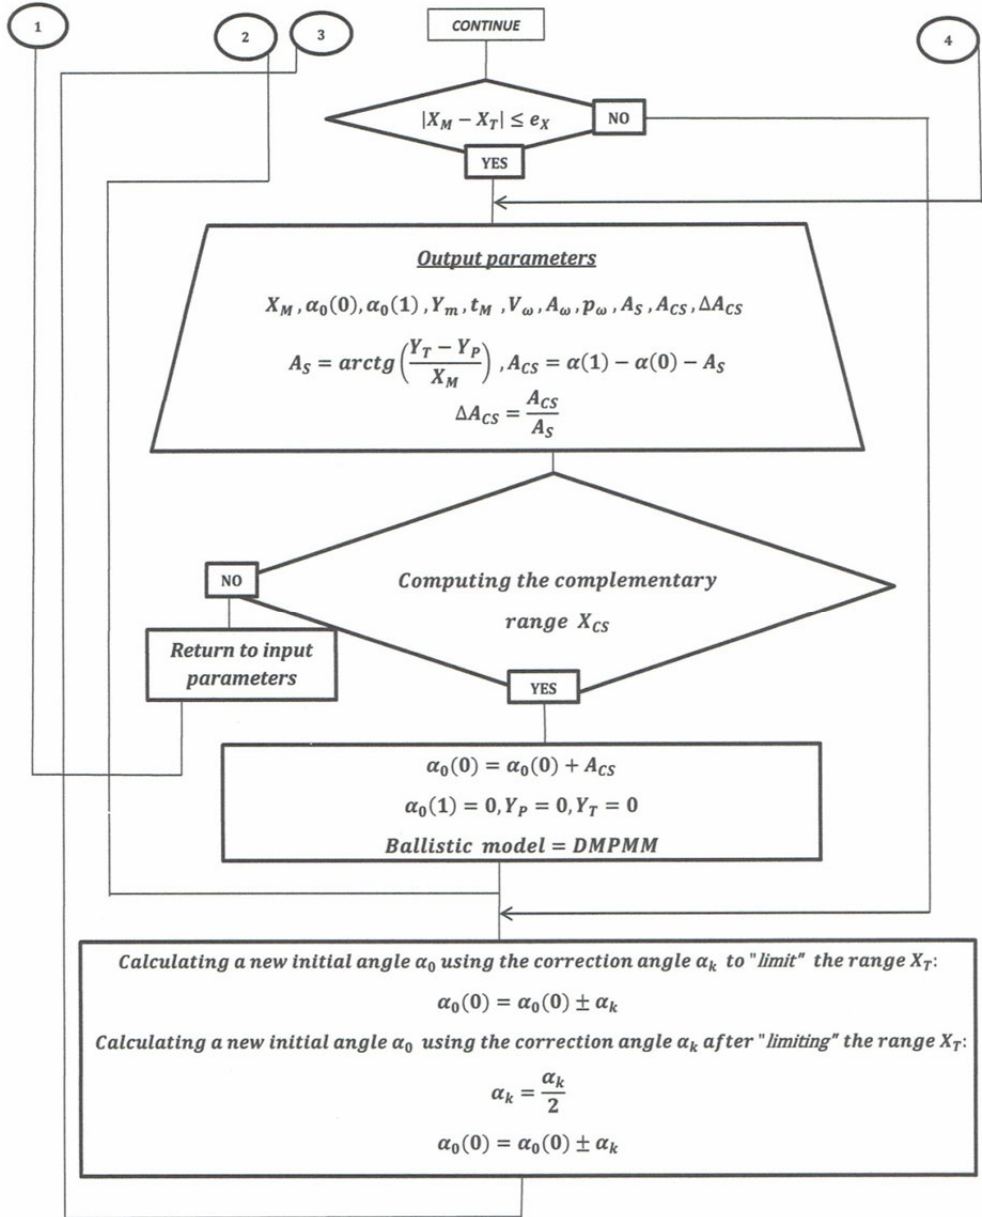 1
2
3
CONTINUE
4
|X_M − X_T| ≤ e_X
NO
YES
Output parameters
X_M, α_0(0), α_0(1), Y_m, t_M, V_ω, A_ω, p_ω, A_S, A_CS, ΔA_CS
A_S = arctg((Y_T − Y_P)/X_M), A_CS = α(1) − α(0) − A_S
ΔA_CS = A_CS/A_S
NO
Computing the complementary
range X_CS
Return to input
parameters
YES
α_0(0) = α_0(0) + A_CS
α_0(1) = 0, Y_P = 0, Y_T = 0
Ballistic model = DMPMM
Calculating a new initial angle α_0 using the correction angle α_k to "limit" the range X_T:
α_0(0) = α_0(0) ± α_k
Calculating a new initial angle α_0 using the correction angle α_k after "limiting" the range X_T:
α_k = α_k/2
α_0(0) = α_0(0) ± α_k